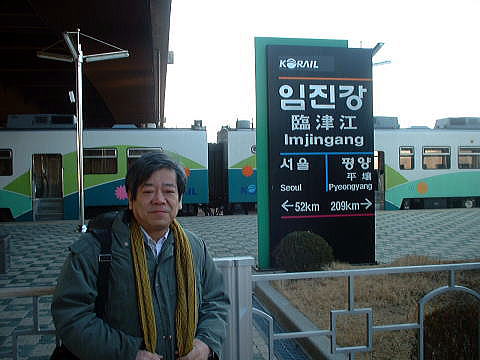 KORAIL
임진강
臨津江
Imjingang
서울 평양
平壤
Seoul Pyeongyang
←52km 209km→